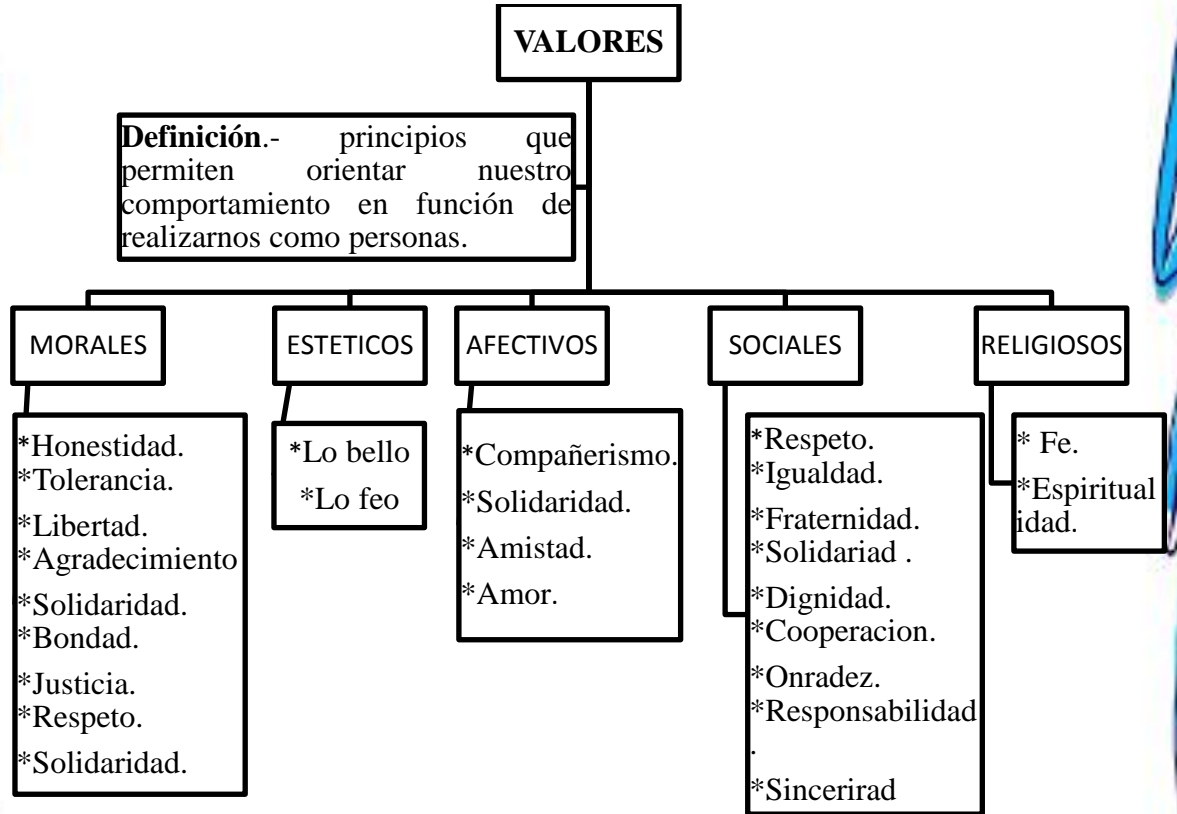 VALORES
Definición.- principios que
permiten orientar nuestro
comportamiento en función de
realizarnos como personas.
MORALES
*Honestidad.
*Tolerancia.
*Libertad.
*Agradecimiento
*Solidaridad.
*Bondad.
*Justicia.
*Respeto.
*Solidaridad.
ESTETICOS
*Lo bello
*Lo feo
AFECTIVOS
*Compañerismo.
*Solidaridad.
*Amistad.
*Amor.
SOCIALES
*Respeto.
*Igualdad.
*Fraternidad.
*Solidariad .
*Dignidad.
*Cooperacion.
*Onradez.
*Responsabilidad
.
*Sincerirad
RELIGIOSOS
* Fe.
*Espiritual
idad.